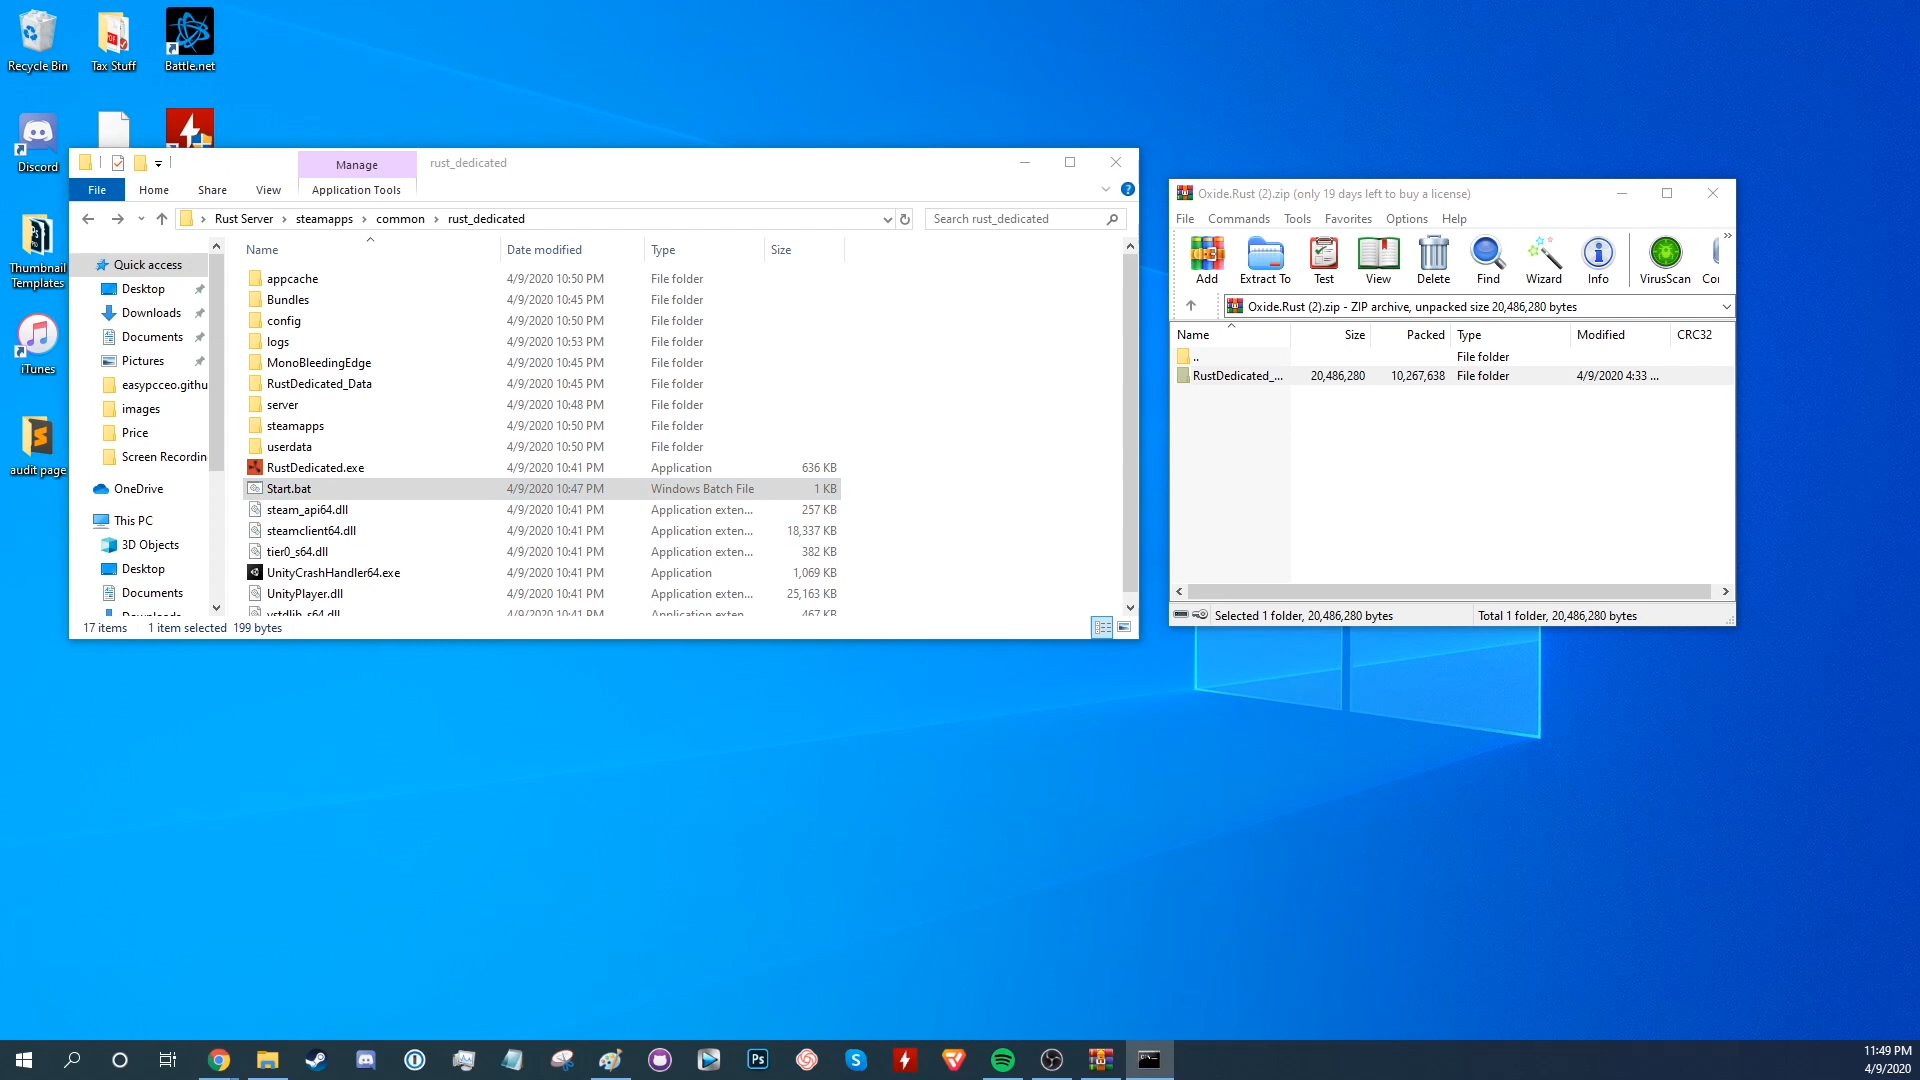 Recycle Bin
Tax Stuff
Battle.net
Discord
Thumbnail
Templates
iTunes
audit page
Manage
rust_dedicated
File
Home
Share
View
Application Tools
Rust Server
steamapps
common
rust_dedicated
Search rust_dedicated
Quick access
Desktop
Downloads
Documents
Pictures
easypcceo.githu
images
Price
Screen Recordin
OneDrive
This PC
3D Objects
Desktop
Documents
Downloads
Name Date modified Type Size
appcache 4/9/2020 10:50 PM File folder
Bundles 4/9/2020 10:45 PM File folder
config 4/9/2020 10:50 PM File folder
logs 4/9/2020 10:53 PM File folder
MonoBleedingEdge 4/9/2020 10:45 PM File folder
RustDedicated_Data 4/9/2020 10:45 PM File folder
server 4/9/2020 10:48 PM File folder
steamapps 4/9/2020 10:50 PM File folder
userdata 4/9/2020 10:50 PM File folder
RustDedicated.exe 4/9/2020 10:41 PM Application 636 KB
Start.bat 4/9/2020 10:47 PM Windows Batch File 1 KB
steam_api64.dll 4/9/2020 10:41 PM Application exten... 257 KB
steamclient64.dll 4/9/2020 10:41 PM Application exten... 18,337 KB
tier0_s64.dll 4/9/2020 10:41 PM Application exten... 382 KB
UnityCrashHandler64.exe 4/9/2020 10:41 PM Application 1,069 KB
UnityPlayer.dll 4/9/2020 10:41 PM Application exten... 25,163 KB
vstdlib_s64.dll 4/9/2020 10:41 PM Application exten... 467 KB
17 items 1 item selected 199 bytes
Oxide.Rust (2).zip (only 19 days left to buy a license)
File Commands Tools Favorites Options Help
Add Extract To Test View Delete Find Wizard Info VirusScan Cor
Oxide.Rust (2).zip - ZIP archive, unpacked size 20,486,280 bytes
Name Size Packed Type Modified CRC32
.. File folder
RustDedicated_... 20,486,280 10,267,638 File folder 4/9/2020 4:33 ...
Selected 1 folder, 20,486,280 bytes
Total 1 folder, 20,486,280 bytes
Ps
11:49 PM
4/9/2020